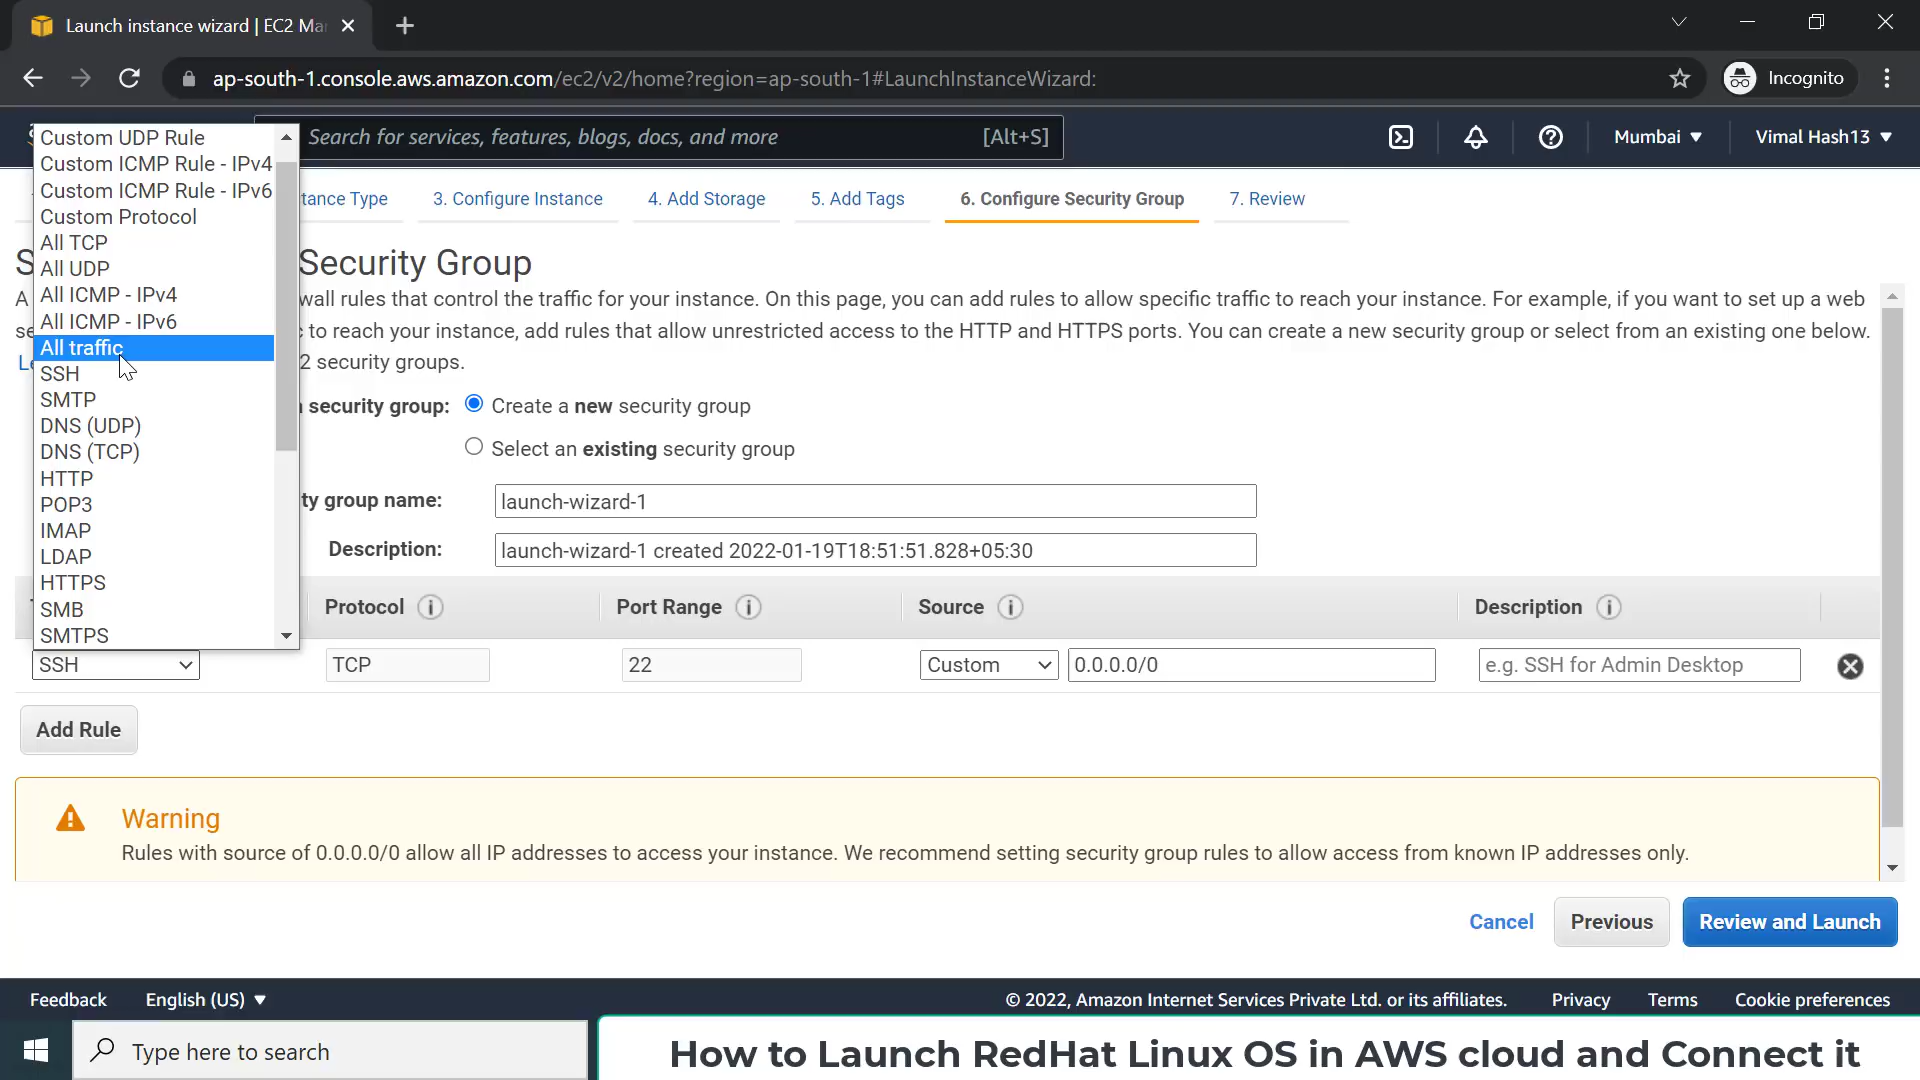 Launch instance wizard | EC2 Ma
ap-south-1.console.aws.amazon.com/ec2/v2/home?region=ap-south-1#LaunchInstanceWizard:
Incognito
Search for services, features, blogs, docs, and more [Alt+S]
Mumbai
Vimal Hash13
Custom UDP Rule
Custom ICMP Rule - IPv4
Custom ICMP Rule - IPv6
Custom Protocol
All TCP
All UDP
All ICMP - IPv4
All ICMP - IPv6
All traffic
SSH
SMTP
DNS (UDP)
DNS (TCP)
HTTP
POP3
IMAP
LDAP
HTTPS
SMB
SMTPS
tance Type 3. Configure Instance 4. Add Storage 5. Add Tags 6. Configure Security Group 7. Review
Security Group
wall rules that control the traffic for your instance. On this page, you can add rules to allow specific traffic to reach your instance. For example, if you want to set up a web
to reach your instance, add rules that allow unrestricted access to the HTTP and HTTPS ports. You can create a new security group or select from an existing one below.
2 security groups.
security group: Create a new security group
Select an existing security group
ty group name: launch-wizard-1
Description: launch-wizard-1 created 2022-01-19T18:51:51.828+05:30
Protocol Port Range Source Description
SSH TCP 22 Custom 0.0.0.0/0 e.g. SSH for Admin Desktop
Add Rule
Warning
Rules with source of 0.0.0.0/0 allow all IP addresses to access your instance. We recommend setting security group rules to allow access from known IP addresses only.
Cancel Previous Review and Launch
Feedback English (US) © 2022, Amazon Internet Services Private Ltd. or its affiliates. Privacy Terms Cookie preferences
Type here to search
How to Launch RedHat Linux OS in AWS cloud and Connect it